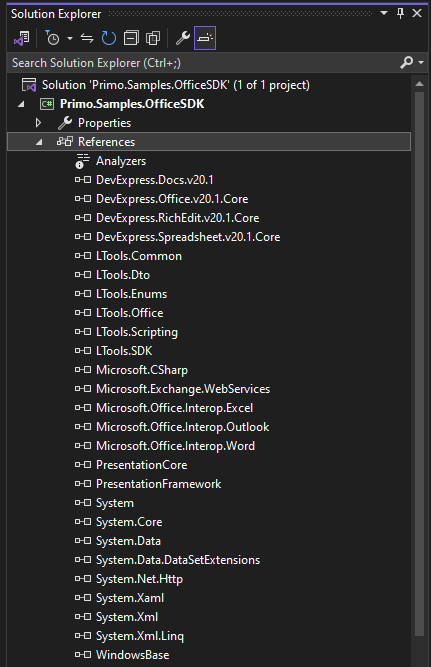 Solution Explorer
Search Solution Explorer (Ctrl+;)
Solution 'Primo.Samples.OfficeSDK' (1 of 1 project)
C# Primo.Samples.OfficeSDK
Properties
References
Analyzers
DevExpress.Docs.v20.1
DevExpress.Office.v20.1.Core
DevExpress.RichEdit.v20.1.Core
DevExpress.Spreadsheet.v20.1.Core
LTools.Common
LTools.Dto
LTools.Enums
LTools.Office
LTools.Scripting
LTools.SDK
Microsoft.CSharp
Microsoft.Exchange.WebServices
Microsoft.Office.Interop.Excel
Microsoft.Office.Interop.Outlook
Microsoft.Office.Interop.Word
PresentationCore
PresentationFramework
System
System.Core
System.Data
System.Data.DataSetExtensions
System.Net.Http
System.Xaml
System.Xml
System.Xml.Linq
WindowsBase